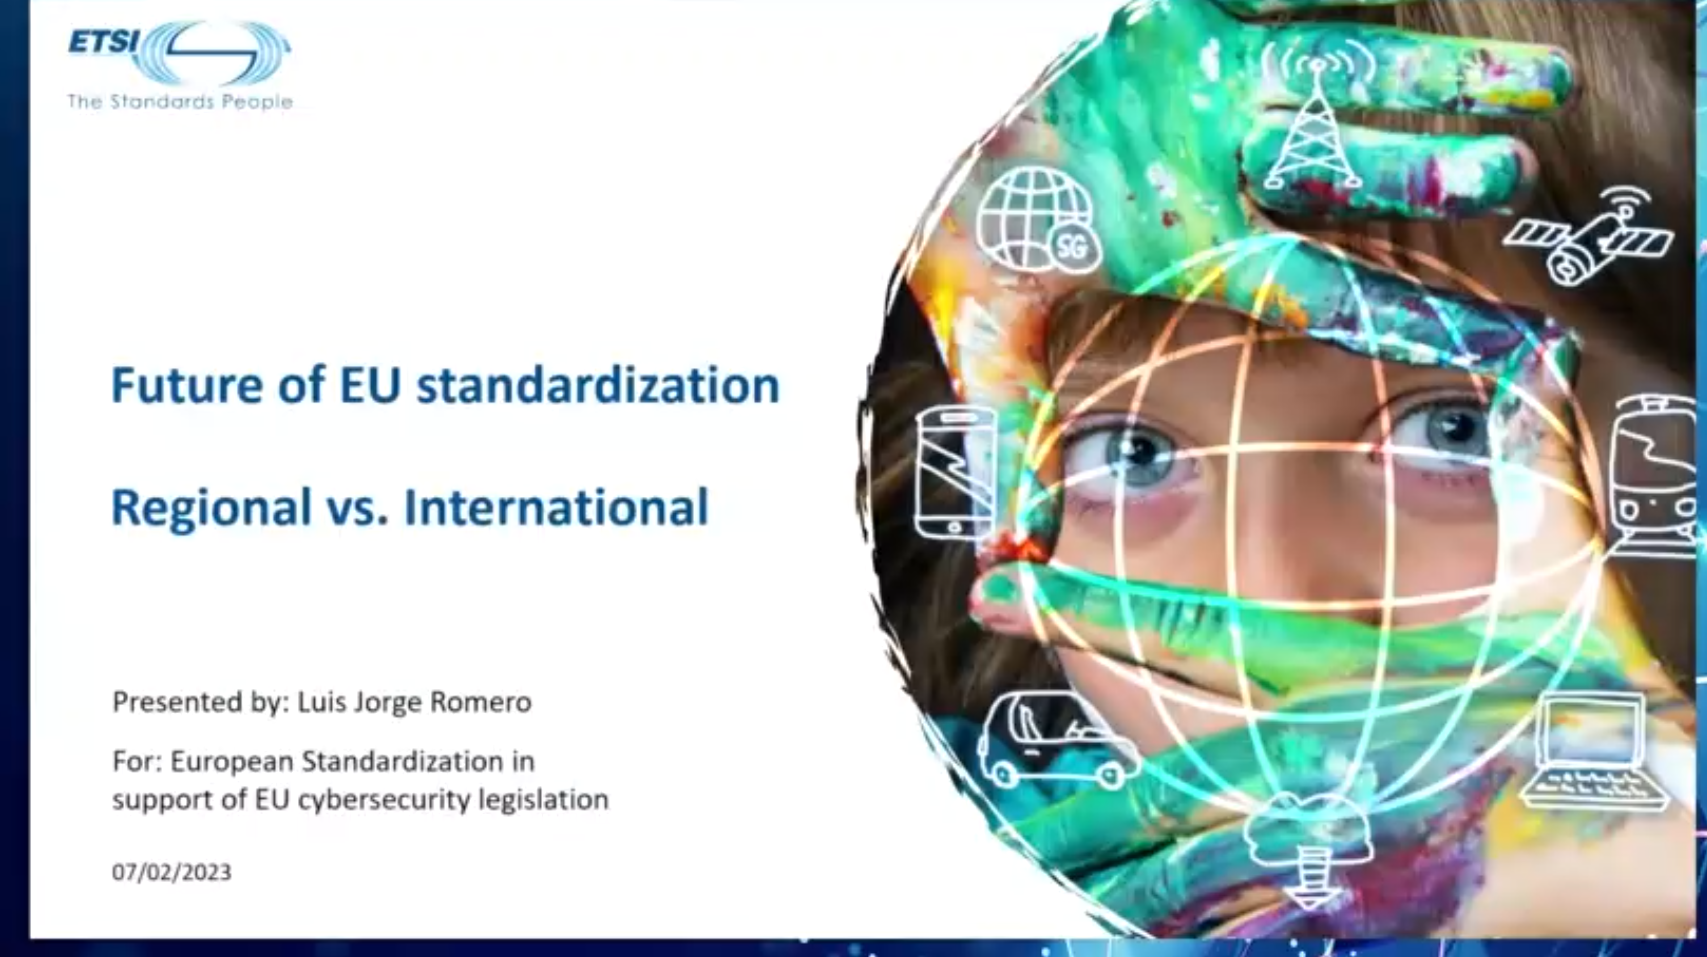 ETSI
The Standards People
5G
Future of EU standardization
Regional vs. International
Presented by: Luis Jorge Romero
For: European Standardization in
support of EU cybersecurity legislation
07/02/2023